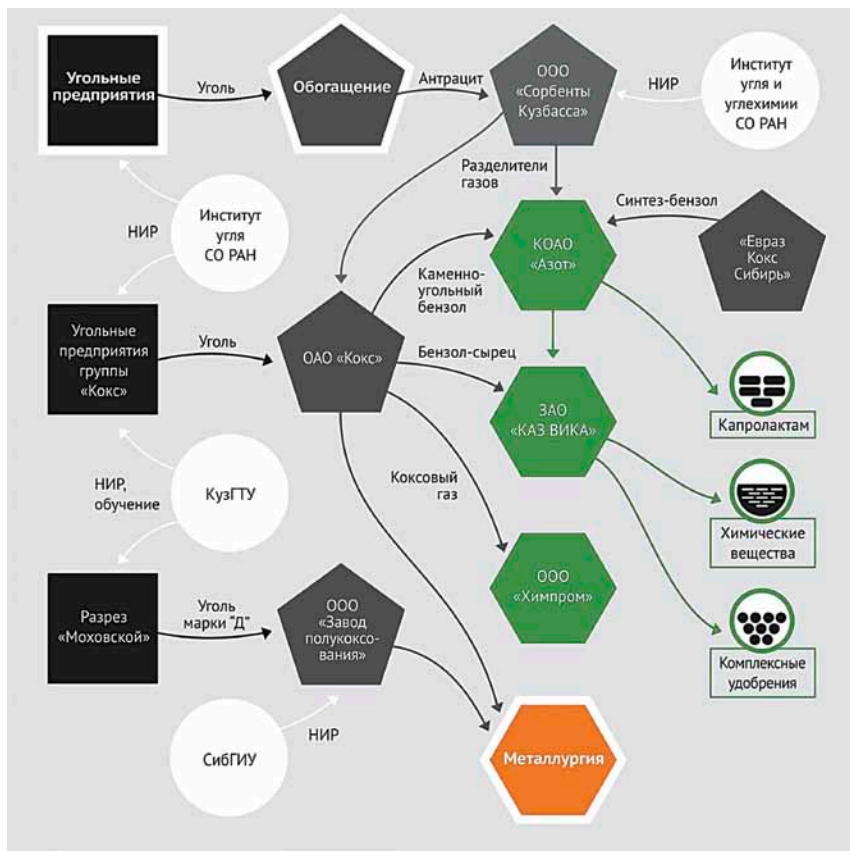 Угольные
предприятия
Уголь
Обогащение
Антрацит
ООО
«Сорбенты
Кузбасса»
НИР
Институт
угля и
углехимии
СО РАН
Разделители
газов
НИР
Институт
угля
СО РАН
Синтез-бензол
КОАО
«Азот»
«Евраз
Кокс
Сибирь»
Каменно-
угольный
бензол
Угольные
предприятия
группы
«Кокс»
Уголь
ОАО «Кокс»
Бензол-сырец
ЗАО
«КАЗ ВИКА»
Капролактам
НИР,
обучение
КузГТУ
Коксовый
газ
Химические
вещества
ООО
«Химпром»
Разрез
«Моховской»
Уголь
марки "Д"
ООО
«Завод
полукоксо-
вания»
Комплексные
удобрения
СибГИУ
НИР
Металлургия